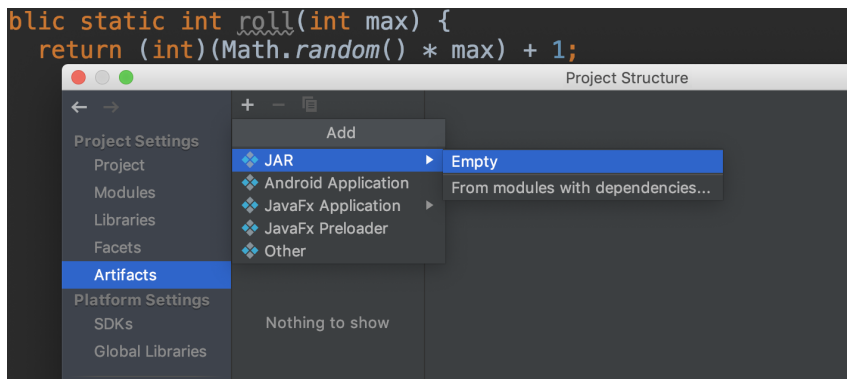 blic static int roll(int max) {
return (int)(Math.random() * max) + 1;
Project Structure
Add
Project Settings
Project
Modules
Libraries
Facets
Artifacts
Platform Settings
SDKs
Global Libraries
JAR
Android Application
JavaFx Application
JavaFx Preloader
Other
Empty
From modules with dependencies...
Nothing to show